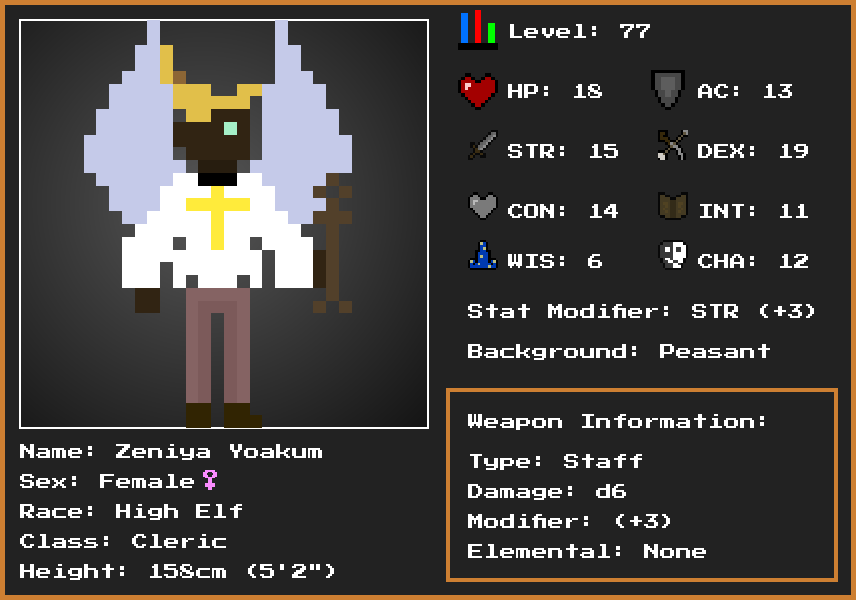 Level: 77
HP: 18
AC: 13
STR: 15
DEX: 19
CON: 14
INT: 11
WIS: 6
CHA: 12
Stat Modifier: STR (+3)
Background: Peasant
Name: Zeniya Yoakum
Sex: Female♀
Race: High Elf
Class: Cleric
Height: 158cm (5'2")
Weapon Information:
Type: Staff
Damage: d6
Modifier: (+3)
Elemental: None